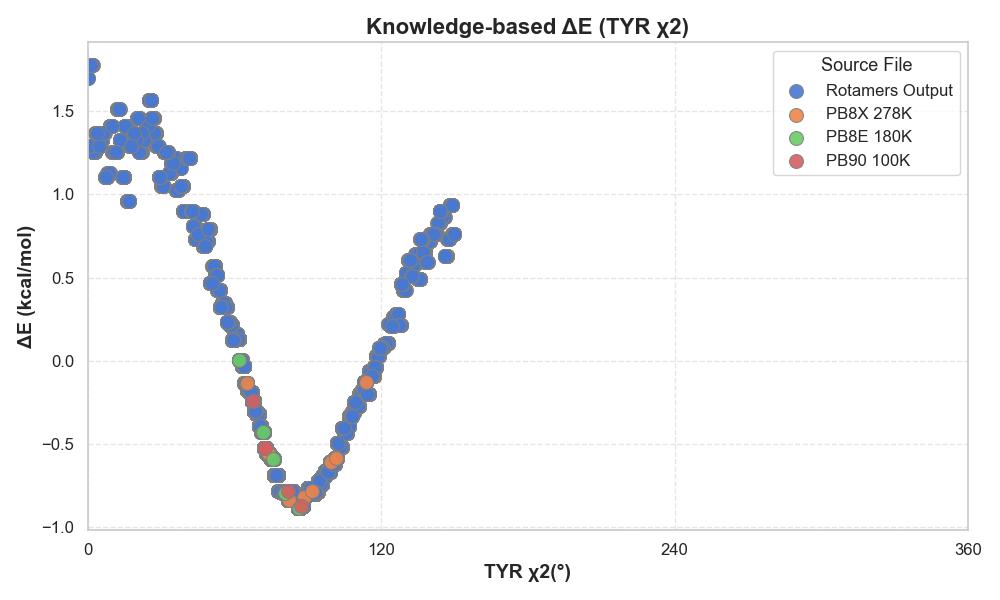 Knowledge-based ΔE (TYR χ2)
Source File
Rotamers Output
PB8X 278K
PB8E 180K
PB90 100K
ΔE (kcal/mol)
1.5
1.0
0.5
0.0
−0.5
−1.0
0
120
240
360
TYR χ2(°)